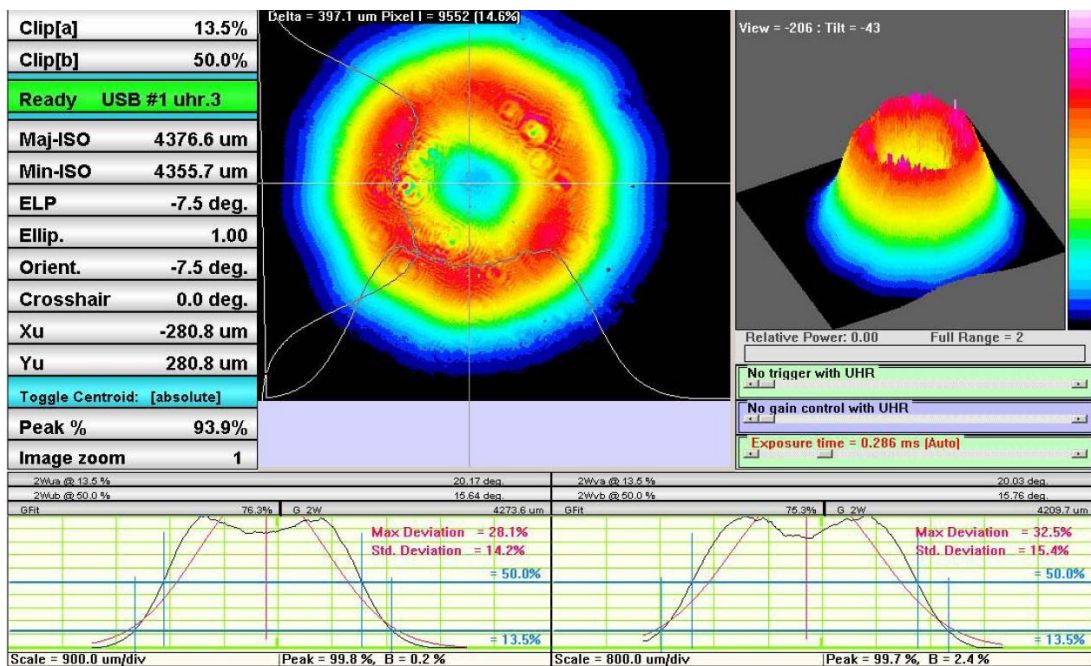 Clip[a] 13.5%
Clip[b] 50.0%
Ready USB #1 uhr.3
Maj-ISO 4376.6 um
Min-ISO 4355.7 um
ELP -7.5 deg.
Ellip. 1.00
Orient. -7.5 deg.
Crosshair 0.0 deg.
Xu -280.8 um
Yu 280.8 um
Toggle Centroid: [absolute]
Peak % 93.9%
Image zoom 1
Delta = 397.1 um Pixel I = 9552 (14.6%)
View = -206 : Tilt = -43
Relative Power: 0.00 Full Range = 2
No trigger with UHR
No gain control with UHR
Exposure time = 0.286 ms [Auto]
2Wua @ 13.5 % 20.17 deg.
2Wub @ 50.0 % 15.64 deg.
GFit 76.3% G_2W 4273.6 um
Max Deviation = 28.1%
Std. Deviation = 14.2%
= 50.0%
= 13.5%
Scale = 900.0 um/div Peak = 99.8 %, B = 0.2 %
2Wva @ 13.5 % 20.03 deg.
2Wvb @ 50.0 % 15.76 deg.
GFit 75.3% G_2W 4209.7 um
Max Deviation = 32.5%
Std. Deviation = 15.4%
= 50.0%
= 13.5%
Scale = 800.0 um/div Peak = 99.7 %, B = 2.4 %